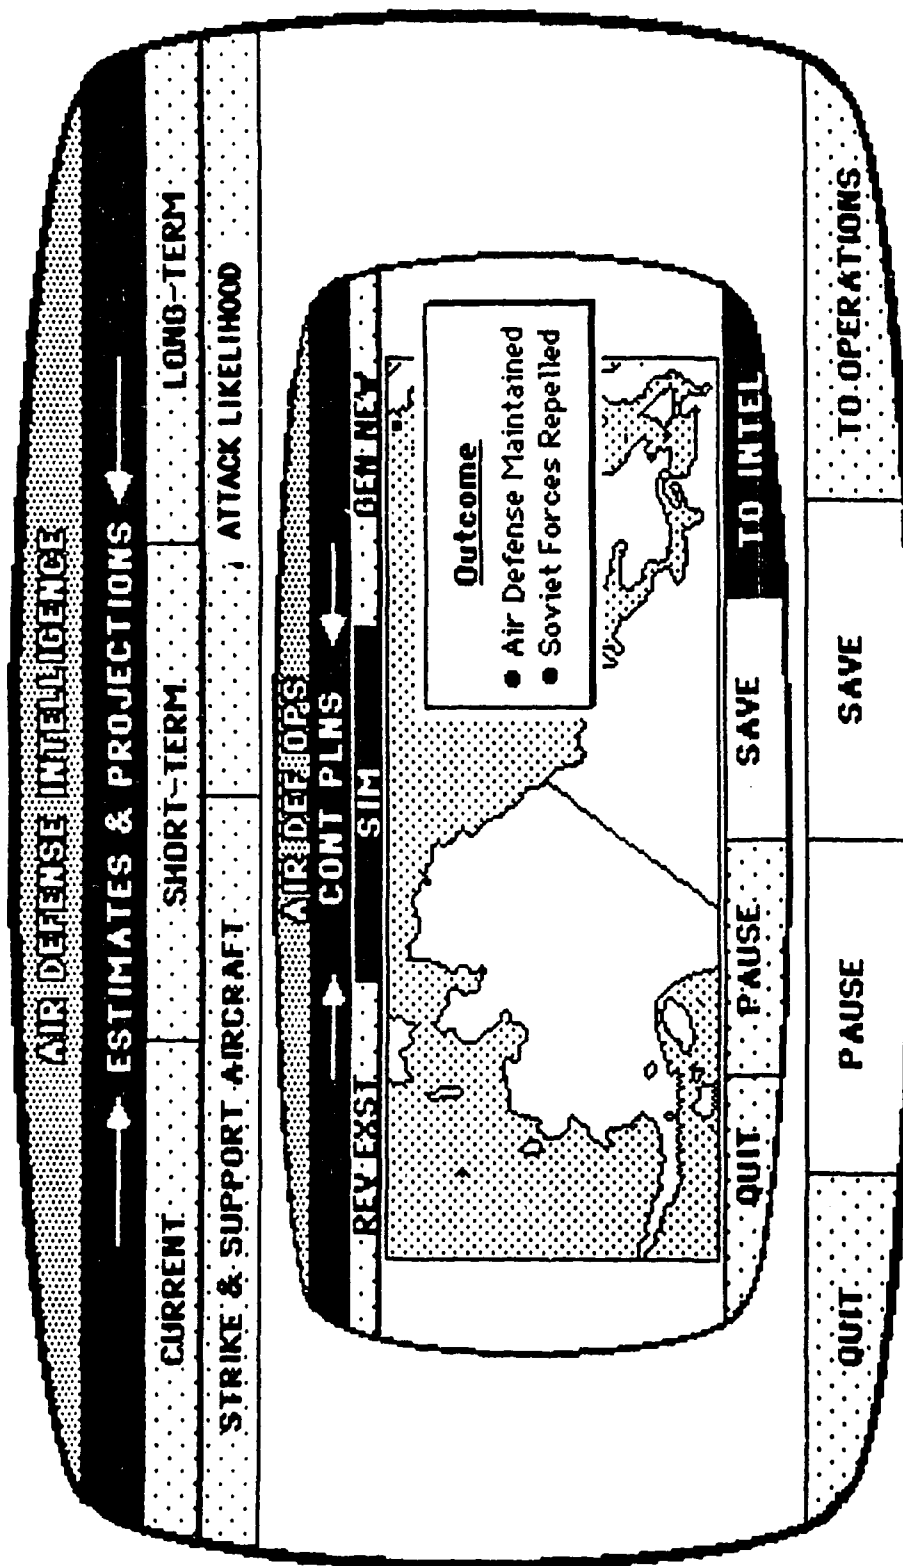 AIR DEFENSE INTELLIGENCE
ESTIMATES & PROJECTIONS
CURRENT SHORT-TERM LONG-TERM
STRIKE & SUPPORT AIRCRAFT ATTACK LIKELIHOOD
AIR DEF OPS
CONT PLNS
REV EXST SIM GEN NEW
Outcome
● Air Defense Maintained
● Soviet Forces Repelled
QUIT PAUSE SAVE TO INTEL
QUIT PAUSE SAVE TO OPERATIONS